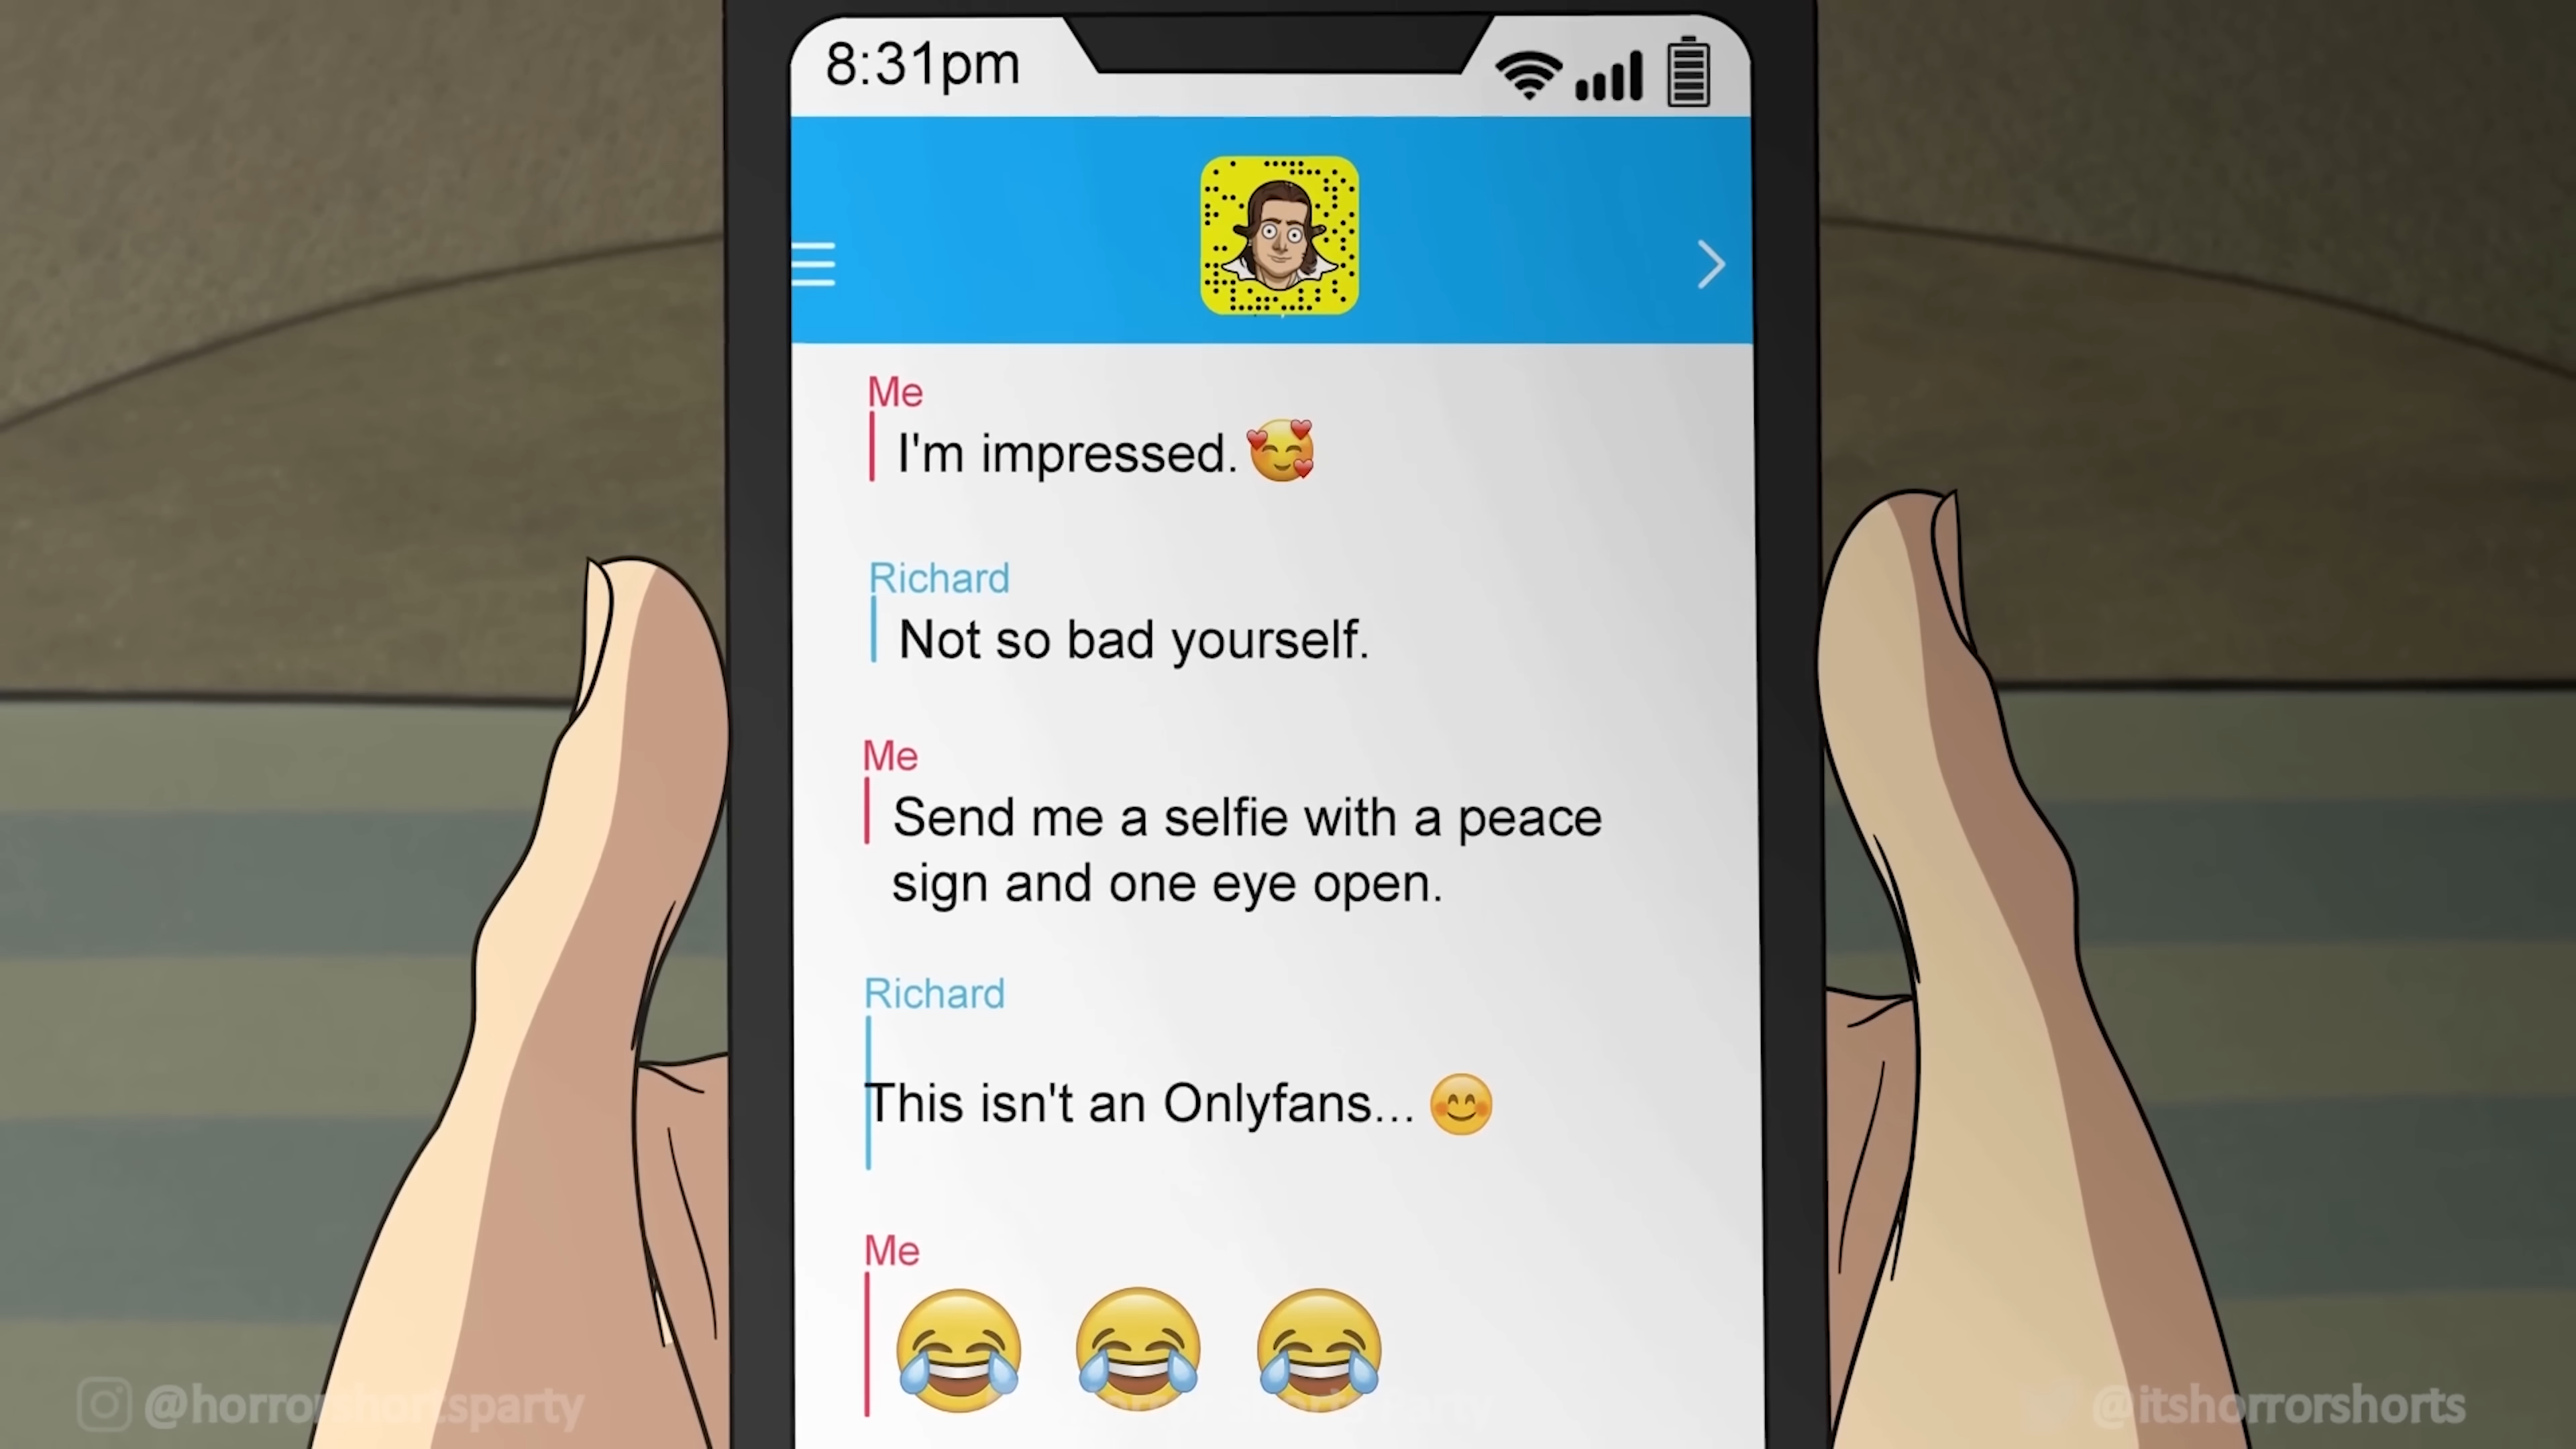 8:31pm
Me
I'm impressed. 🥰
Richard
Not so bad yourself.
Me
Send me a selfie with a peace
sign and one eye open.
Richard
This isn't an Onlyfans... 😊
Me
😂 😂 😂
@horrorshortsparty
@itshorrorshorts